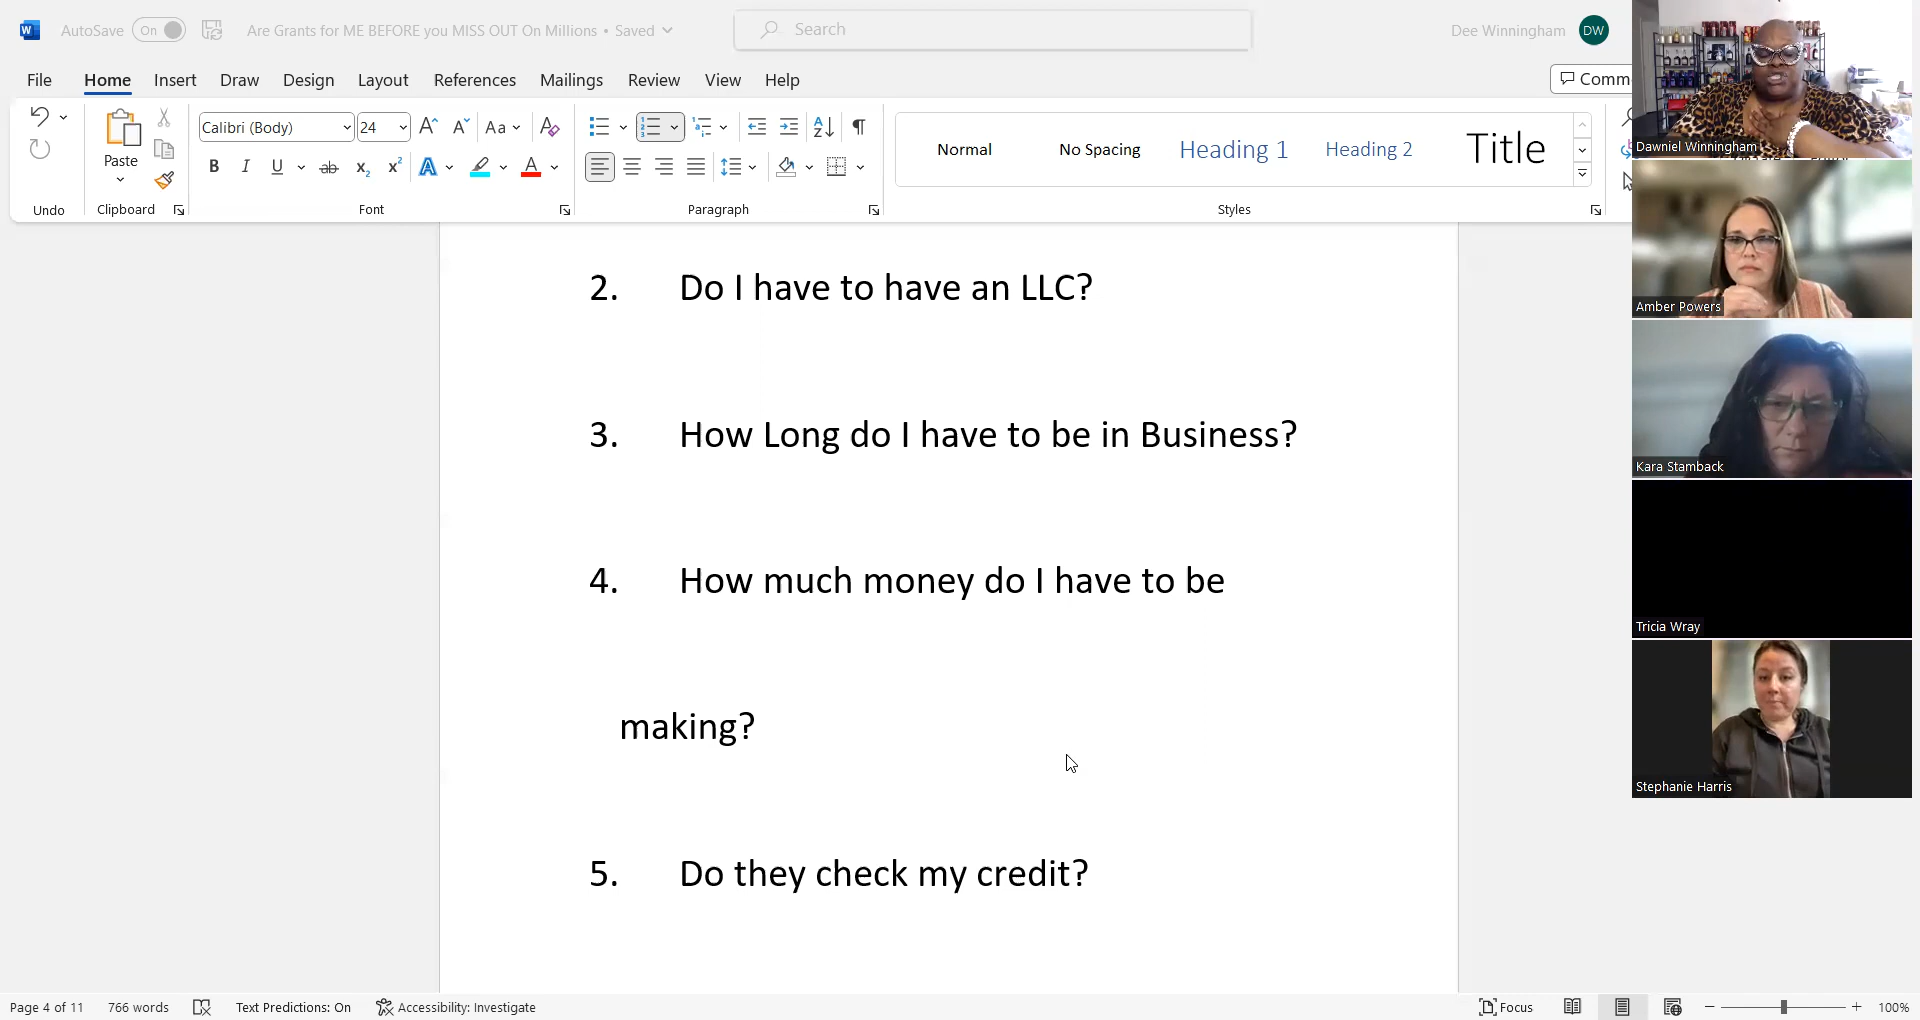 AutoSave On Are Grants for ME BEFORE you MISS OUT On Millions • Saved Search Dee Winningham DW
File Home Insert Draw Design Layout References Mailings Review View Help Comm
Calibri (Body) 24 Aa
Paste B I U ab x2 x2 A A Normal No Spacing Heading 1 Heading 2 Title
Undo Clipboard Font Paragraph Styles
Dawniel Winningham
2. Do I have to have an LLC?
Amber Powers
3. How Long do I have to be in Business?
Kara Stamback
4. How much money do I have to be
Tricia Wray
making?
Stephanie Harris
5. Do they check my credit?
Page 4 of 11 766 words Text Predictions: On Accessibility: Investigate Focus 100%